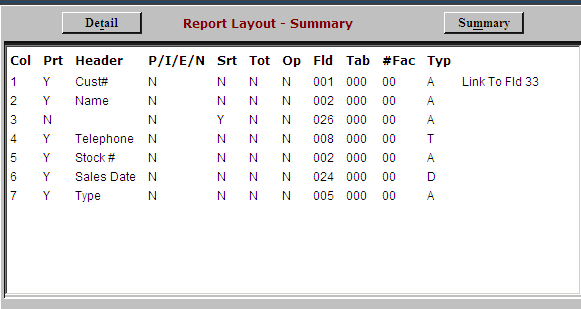 Detail Report Layout - Summary Summary
Col Prt Header P/I/E/N Srt Tot Op Fld Tab #Fac Typ
1 Y Cust# N N N N 001 000 00 A Link To Fld 33
2 Y Name N N N N 002 000 00 A
3 N N Y N N 026 000 00 A
4 Y Telephone N N N N 008 000 00 T
5 Y Stock # N N N N 002 000 00 A
6 Y Sales Date N N N N 024 000 00 D
7 Y Type N N N N 005 000 00 A